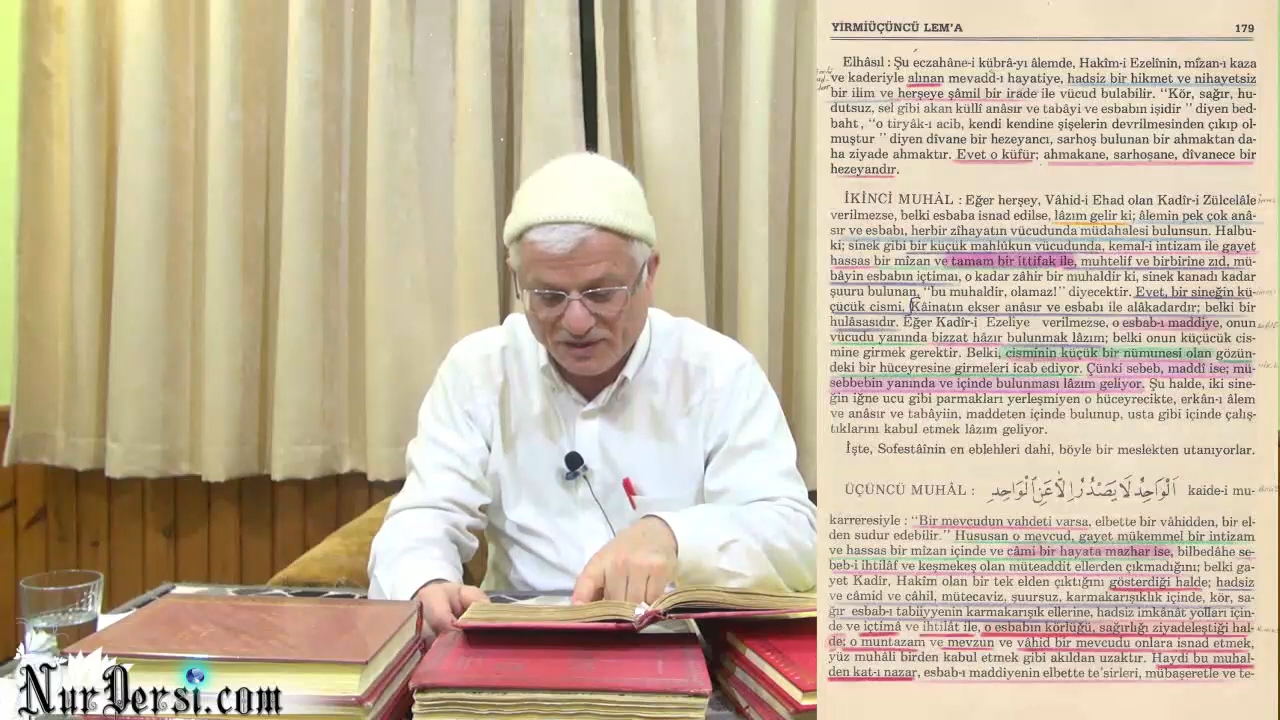 YİRMİÜÇÜNCÜ LEM'A 179
Elhâsıl : Şu eczahâne-i kübrâ-yı âlemde, Hakîm-i Ezelînin, mîzan-ı kaza
ve kaderiyle alınan mevadd-ı hayatiye, hadsiz bir hikmet ve nihayetsiz
bir ilim ve herşeye şâmil bir irade ile vücud bulabilir. “Kör, sağır, hu-
dutsuz, sel gibi akan küllî anâsır ve tabâyi ve esbabın işidir ” diyen bed-
baht, “o tiryâk-ı acib, kendi kendine şişelerin devrilmesinden çıkıp ol-
muştur ” diyen dîvane bir hezeyancı, sarhoş bulunan bir ahmaktan da-
ha ziyade ahmaktır. Evet o küfür; ahmakane, sarhoşane, dîvanece bir
hezeyandır.
İKİNCİ MUHÂL : Eğer herşey, Vâhid-i Ehad olan Kadîr-i Zülcelâle
verilmezse, belki esbaba isnad edilse, lâzım gelir ki; âlemin pek çok anâ-
sır ve esbabı, herbir zîhayatın vücudunda müdahalesi bulunsun. Halbu-
ki; sinek gibi bir küçük mahlûkun vücudunda, kemal-i intizam ile gayet
hassas bir mîzan ve tamam bir ittifak ile, muhtelif ve birbirine zıd, mü-
bâyin esbabın içtimaı, o kadar zâhir bir muhaldir ki, sinek kanadı kadar
şuuru bulunan, “bu muhaldir, olamaz!” diyecektir. Evet, bir sineğin kü-
çücük cismi, Kâinatın ekser anâsır ve esbabı ile alâkadardır; belki bir
hulâsasıdır. Eğer Kadîr-i Ezeliye verilmezse, o esbab-ı maddiye, onun
vücudu yanında bizzat hâzır bulunmak lâzım; belki onun küçücük cis-
mine girmek gerektir. Belki, cisminin küçük bir nümunesi olan gözün-
deki bir hüceyresine girmeleri icab ediyor. Çünki sebeb, maddî ise; mü-
sebbebin yanında ve içinde bulunması lâzım geliyor. Şu halde, iki sine-
ğin iğne ucu gibi parmakları yerleşmiyen o hüceyrecikte, erkân-ı âlem
ve anâsır ve tabâyiin, maddeten içinde bulunup, usta gibi içinde çalış-
tıklarını kabul etmek lâzım geliyor.
İşte, Sofestâînin en eblehleri dahi, böyle bir meslekten utanıyorlar.
ÜÇÜNCÜ MUHÂL : اَلْوَاحِدُ لَا يَصْدُرُ اِلَّا عَنِ الْوَاحِدِ kaide-i mu-
karreresiyle : “Bir mevcudun vahdeti varsa, elbette bir vâhidden, bir el-
den sudur edebilir.” Hususan o mevcud, gayet mükemmel bir intizam
ve hassas bir mîzan içinde ve câmi bir hayata mazhar ise, bilbedâhe se-
beb-i ihtilâf ve keşmekeş olan müteaddit ellerden çıkmadığını; belki ga-
yet Kadîr, Hakîm olan bir tek elden çıktığını gösterdiği halde; hadsiz
ve câmid ve câhil, mütecaviz, şuursuz, karmakarışıklık içinde, kör, sa-
ğır esbab-ı tabiiyyenin karmakarışık ellerine, hadsiz imkânât yolları için-
de ve içtimâ ve ihtilât ile, o esbabın körlüğü, sağırlığı ziyadeleştiği hal-
de; o muntazam ve mevzun ve vâhid bir mevcudu onlara isnad etmek,
yüz muhâli birden kabul etmek gibi akıldan uzaktır. Haydi bu muhal-
den kat-ı nazar, esbab-ı maddiyenin elbette te'sirleri, mübaşeretle ve te-
NurDersi.com